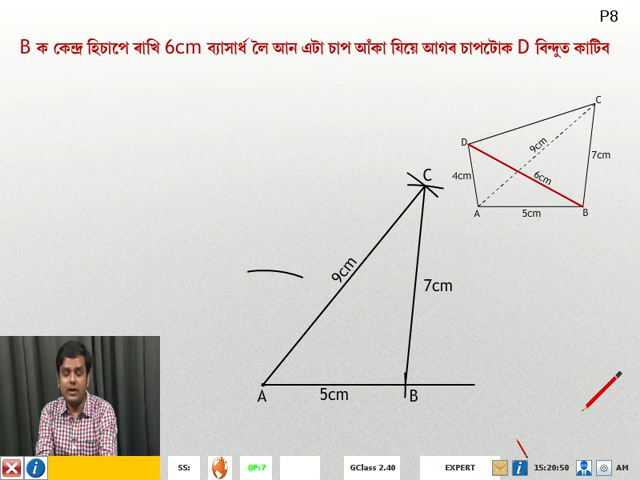 P8
B ক কেন্দ্ৰ হিচাপে ৰাখি 6cm ব্যাসাৰ্ধ লৈ আন এটা চাপ আঁকা যিয়ে আগৰ চাপটোক D বিন্দুত কাটিব
C
D
9cm
7cm
4cm
6cm
A
5cm
B
C
9cm
7cm
A
5cm
B
SS:
QP:7
GClass 2.40
EXPERT
15:20:50
AM